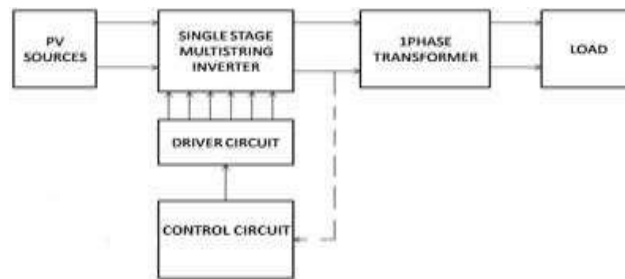 PV
SOURCES
SINGLE STAGE
MULTISTRING
INVERTER
1PHASE
TRANSFORMER
LOAD
DRIVER CIRCUIT
CONTROL CIRCUIT